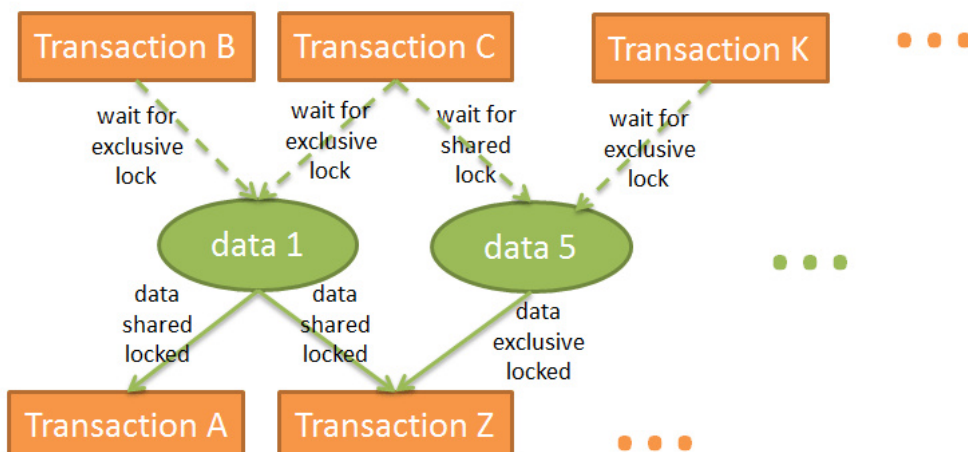 Transaction B
Transaction C
Transaction K
wait for
exclusive
lock
wait for
exclusive
lock
wait for
shared
lock
wait for
exclusive
lock
data 1
data 5
data
shared
locked
data
shared
locked
data
exclusive
locked
Transaction A
Transaction Z